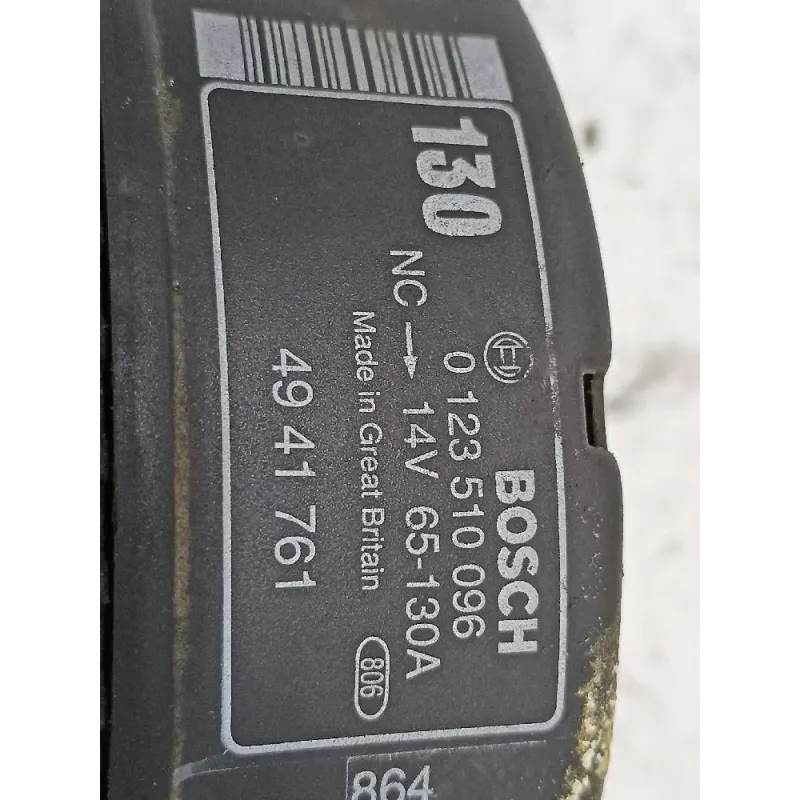 130
BOSCH
0 123 510 096
NC → 14V 65-130A
Made in Great Britain
806
49 41 761
864